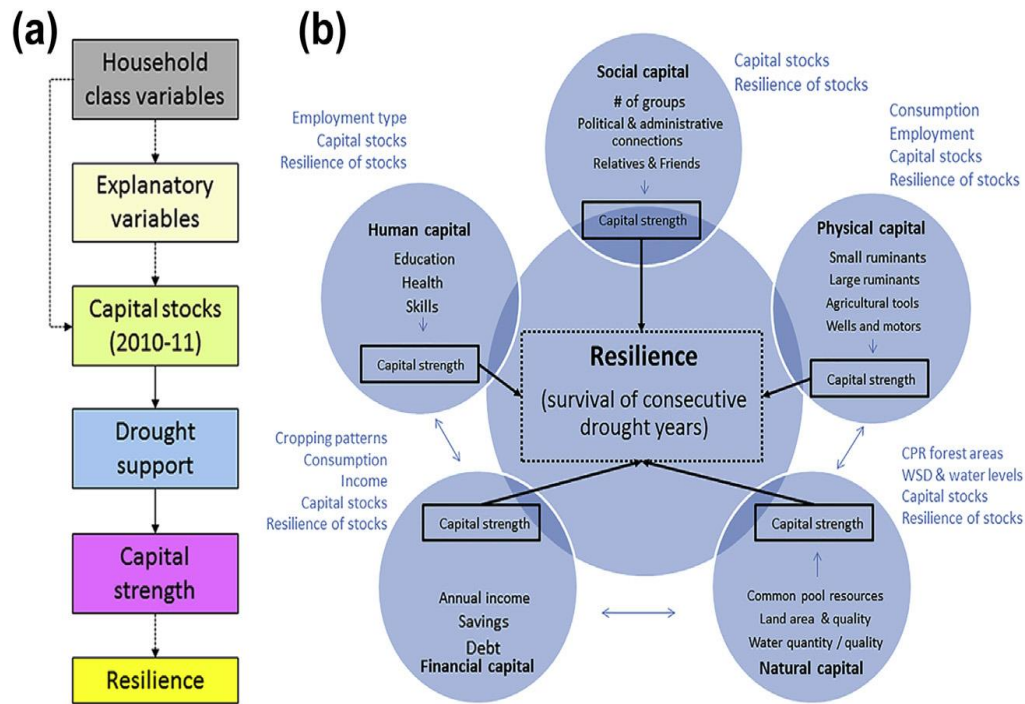 (a)
Household
class variables
Explanatory
variables
Capital stocks
(2010-11)
Drought
support
Capital
strength
Resilience
(b)
Social capital
# of groups
Political & administrative
connections
Relatives & Friends
Capital strength
Capital stocks
Resilience of stocks
Employment type
Capital stocks
Resilience of stocks
Human capital
Education
Health
Skills
Capital strength
Consumption
Employment
Capital stocks
Resilience of stocks
Physical capital
Small ruminants
Large ruminants
Agricultural tools
Wells and motors
Capital strength
Resilience
(survival of consecutive
drought years)
Cropping patterns
Consumption
Income
Capital stocks
Resilience of stocks
Capital strength
Annual income
Savings
Debt
Financial capital
CPR forest areas
WSD & water levels
Capital stocks
Resilience of stocks
Capital strength
Common pool resources
Land area & quality
Water quantity / quality
Natural capital